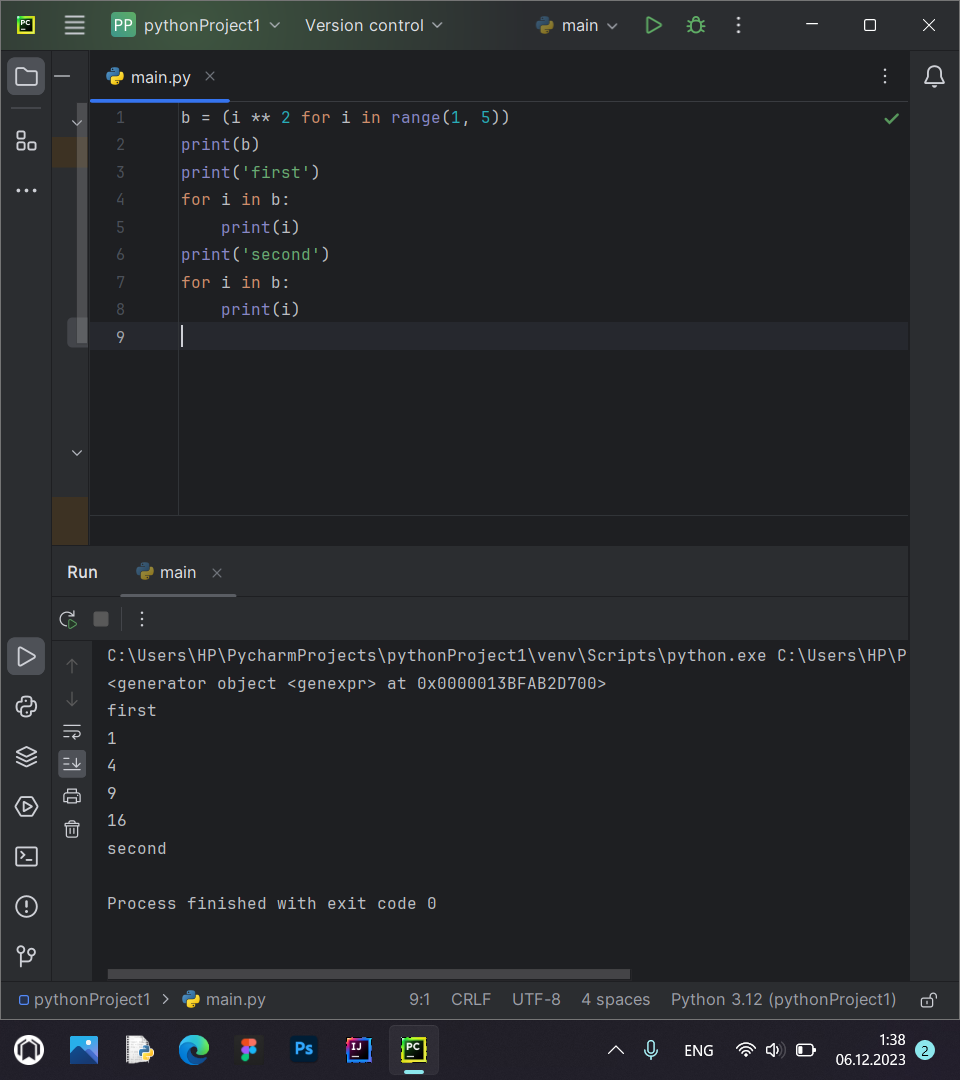 PC PP pythonProject1 Version control main
main.py
1 b = (i ** 2 for i in range(1, 5))
2 print(b)
3 print('first')
4 for i in b:
5     print(i)
6 print('second')
7 for i in b:
8     print(i)
9
Run main
C:\Users\HP\PycharmProjects\pythonProject1\venv\Scripts\python.exe C:\Users\HP\P
<generator object <genexpr> at 0x0000013BFAB2D700>
first
1
4
9
16
second
Process finished with exit code 0
pythonProject1 > main.py 9:1 CRLF UTF-8 4 spaces Python 3.12 (pythonProject1)
Ps IJ PC ENG 1:38
06.12.2023 2